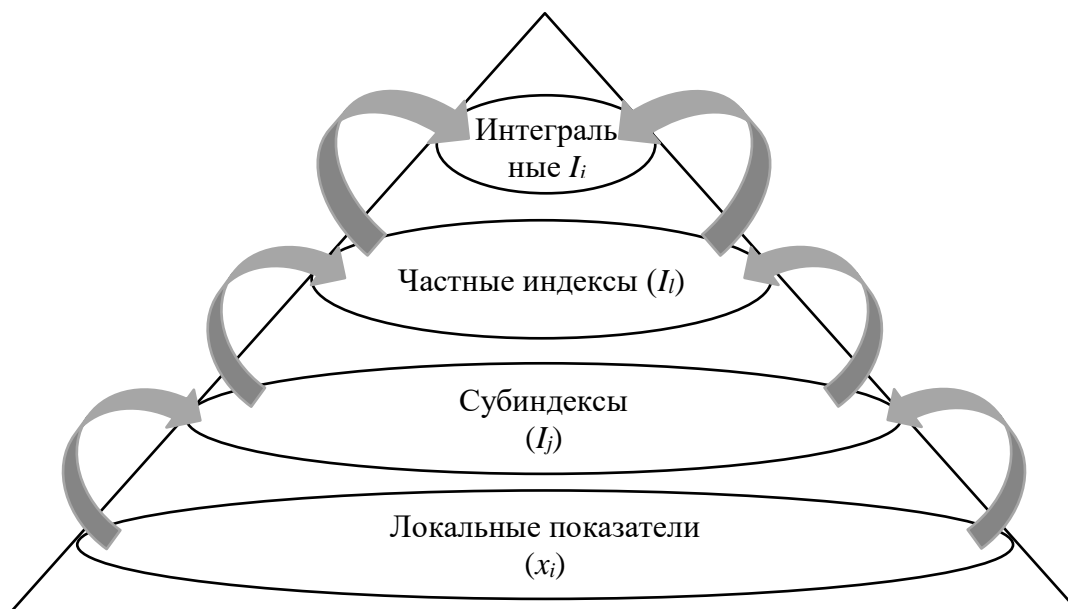 Интеграль
ные Ii
Частные индексы (Il)
Субиндексы
(Ij)
Локальные показатели
(xi)